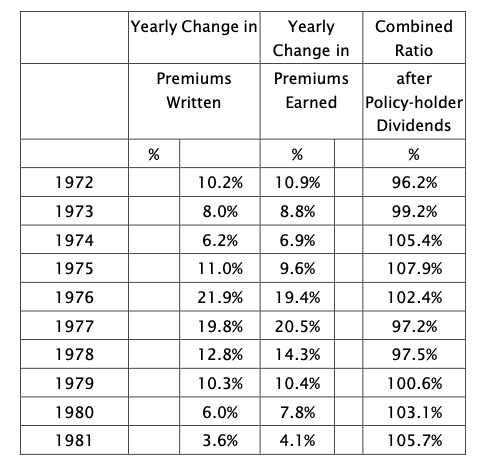 Yearly Change in Yearly Change in Combined Ratio
Premiums Written Premiums Earned after Policy-holder Dividends
% % %
1972 10.2% 10.9% 96.2%
1973 8.0% 8.8% 99.2%
1974 6.2% 6.9% 105.4%
1975 11.0% 9.6% 107.9%
1976 21.9% 19.4% 102.4%
1977 19.8% 20.5% 97.2%
1978 12.8% 14.3% 97.5%
1979 10.3% 10.4% 100.6%
1980 6.0% 7.8% 103.1%
1981 3.6% 4.1% 105.7%